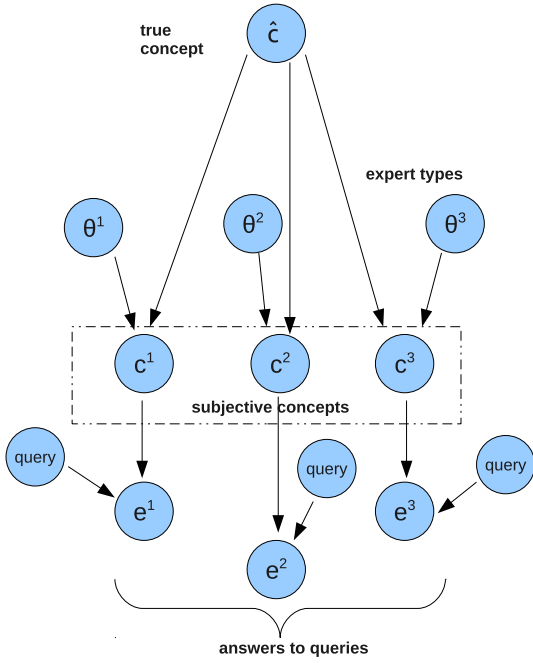 true
concept
ĉ
expert types
θ¹
θ²
θ³
c¹
c²
c³
subjective concepts
query
query
query
e¹
e³
e²
answers to queries